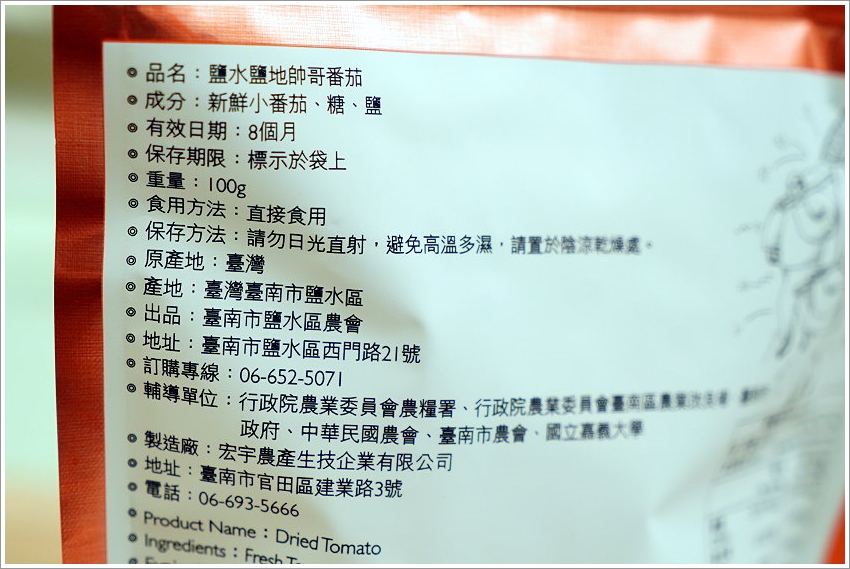 ◎ 品名：鹽水鹽地帥哥番茄
◎ 成分：新鮮小番茄、糖、鹽
◎ 有效日期：8個月
◎ 保存期限：標示於袋上
◎ 重量：100g
◎ 食用方法：直接食用
◎ 保存方法：請勿日光直射，避免高溫多濕，請置於陰涼乾燥處。
◎ 原產地：臺灣
◎ 產地：臺灣臺南市鹽水區
◎ 出品：臺南市鹽水區農會
◎ 地址：臺南市鹽水區西門路21號
◎ 訂購專線：06-652-5071
◎ 輔導單位：行政院農業委員會農糧署、行政院農業委員會臺南區農業改良場、
政府、中華民國農會、臺南市農會、國立嘉義大學
◎ 製造廠：宏宇農產生技企業有限公司
◎ 地址：臺南市官田區建業路3號
◎ 電話：06-693-5666
◎ Product Name：Dried Tomato
◎ Ingredients：Fresh